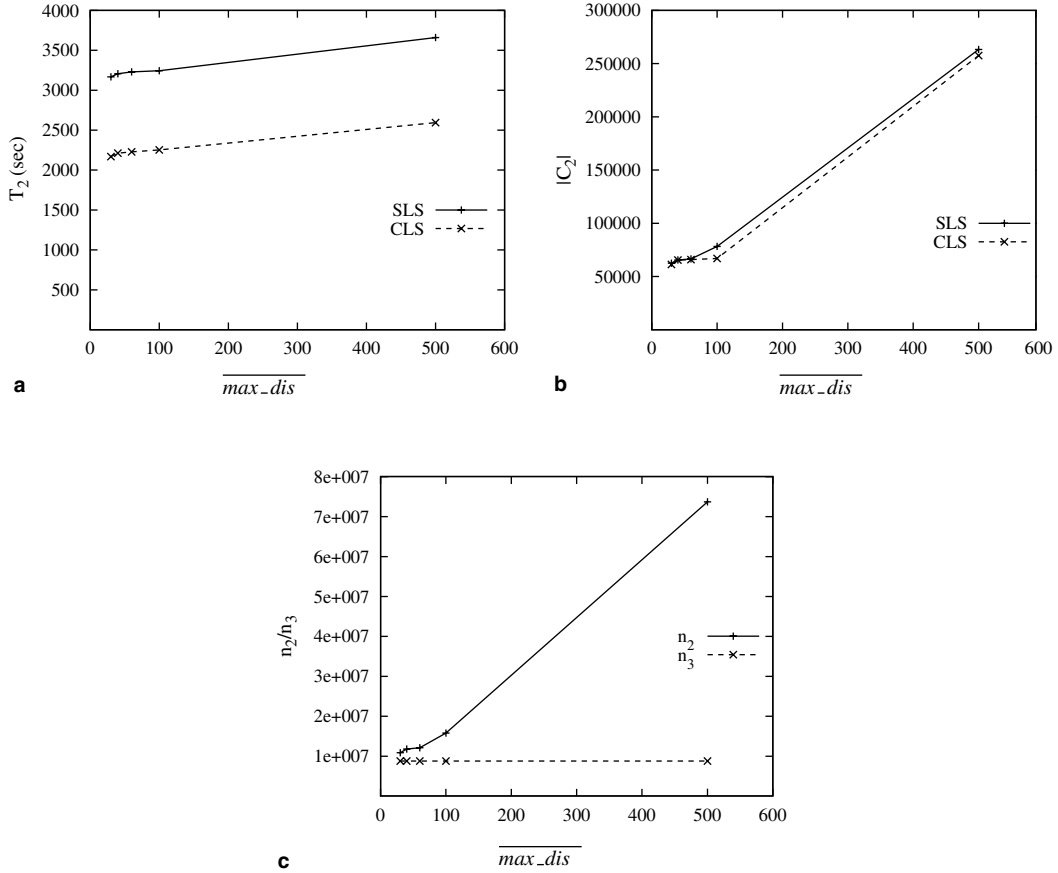 4000
3500
3000
2500
2000
1500
1000
500
T2 (sec)
SLS
CLS
0 100 200 300 400 500 600
max_dis
a
300000
250000
200000
150000
100000
50000
|C2|
SLS
CLS
0 100 200 300 400 500 600
max_dis
b
8e+007
7e+007
6e+007
5e+007
4e+007
3e+007
2e+007
1e+007
n2/n3
n2
n3
0 100 200 300 400 500 600
max_dis
c